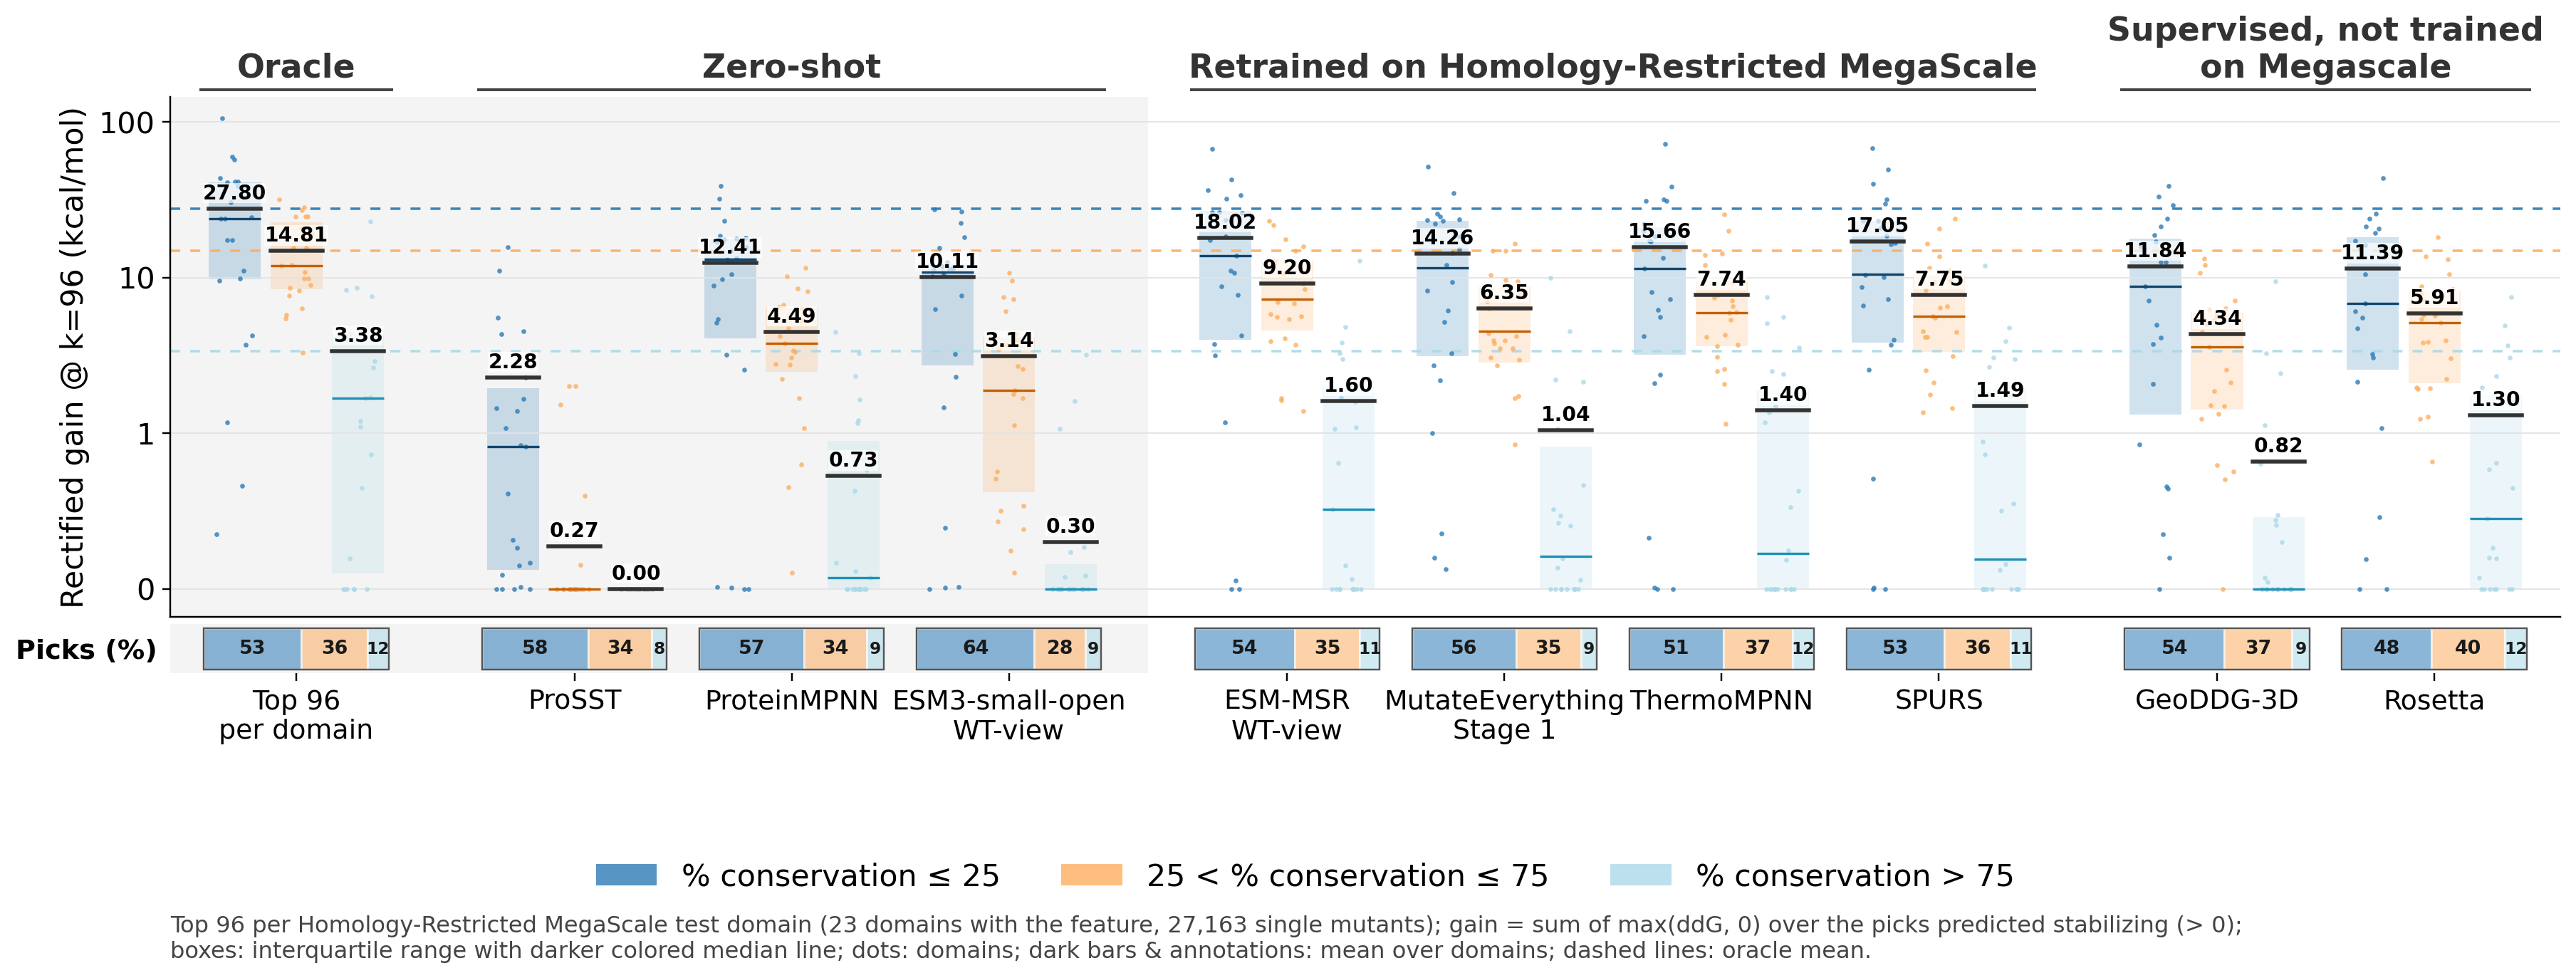 Supervised, not trained
on Megascale
Oracle
Zero-shot
Retrained on Homology-Restricted MegaScale
Rectified gain @ k=96 (kcal/mol)
100
10
1
0
27.80
14.81
3.38
2.28
0.27
0.00
12.41
4.49
0.73
10.11
3.14
0.30
18.02
9.20
1.60
14.26
6.35
1.04
15.66
7.74
1.40
17.05
7.75
1.49
11.84
4.34
0.82
11.39
5.91
1.30
Picks (%)
53 36 12
58 34 8
57 34 9
64 28 9
54 35 11
56 35 9
51 37 12
53 36 11
54 37 9
48 40 12
Top 96
per domain
ProSST
ProteinMPNN
ESM3-small-open
WT-view
ESM-MSR
WT-view
MutateEverything
Stage 1
ThermoMPNN
SPURS
GeoDDG-3D
Rosetta
% conservation ≤ 25
25 < % conservation ≤ 75
% conservation > 75
Top 96 per Homology-Restricted MegaScale test domain (23 domains with the feature, 27,163 single mutants); gain = sum of max(ddG, 0) over the picks predicted stabilizing (> 0);
boxes: interquartile range with darker colored median line; dots: domains; dark bars & annotations: mean over domains; dashed lines: oracle mean.